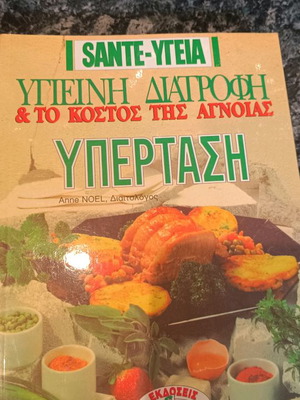 SANTE-ΥΓΕΙΑ
ΥΓΙΕΙΝΗ ΔΙΑΤΡΟΦΗ
& ΤΟ ΚΟΣΤΟΣ ΤΗΣ ΑΓΝΟΙΑΣ
ΥΠΕΡΤΑΣΗ
Anne NOEL, Διαιτολόγος
ΕΚΔΟΣΕΙΣ